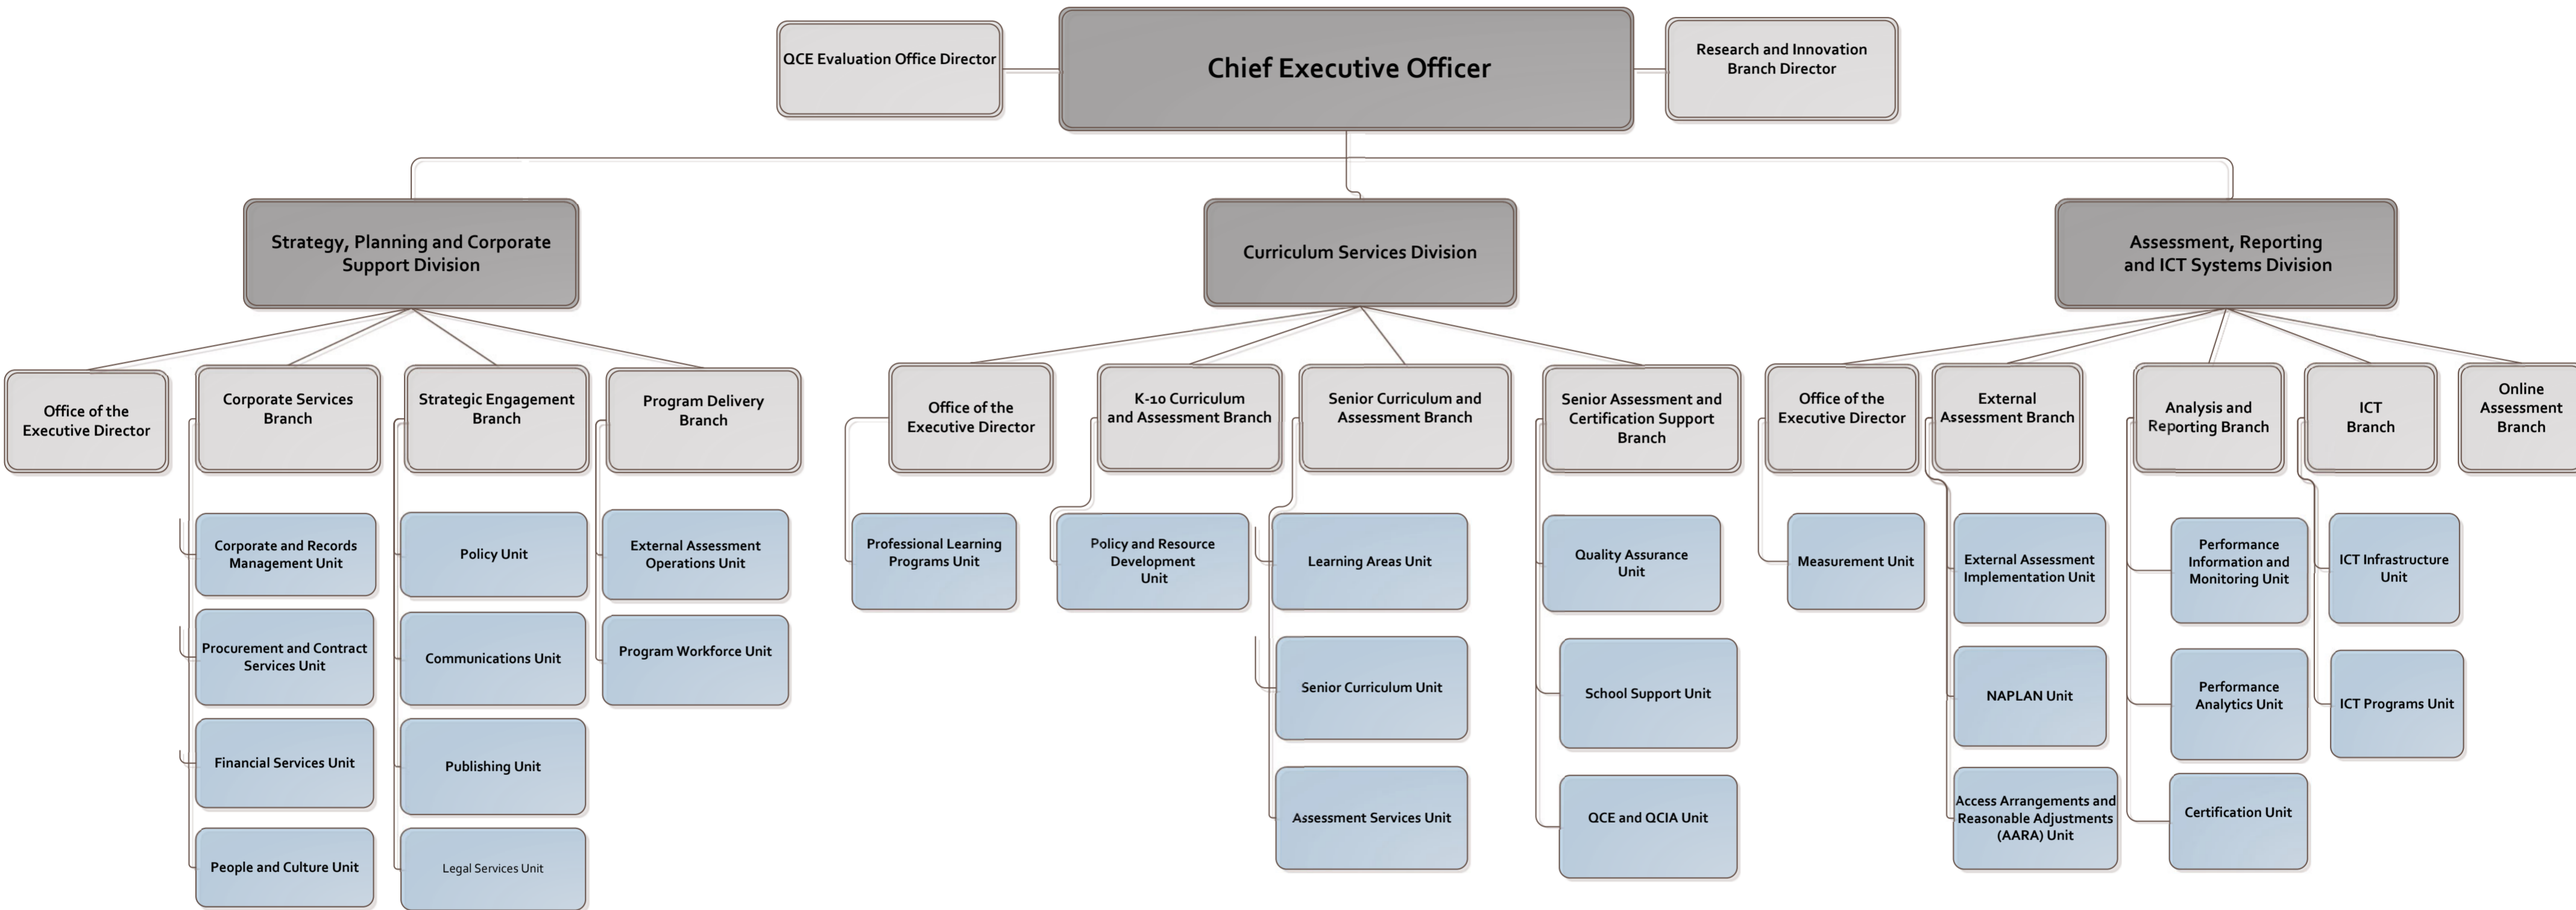 QCE Evaluation Office Director
Chief Executive Officer
Research and Innovation
Branch Director
Strategy, Planning and Corporate
Support Division
Curriculum Services Division
Assessment, Reporting
and ICT Systems Division
Office of the
Executive Director
Corporate Services
Branch
Strategic Engagement
Branch
Program Delivery
Branch
Office of the
Executive Director
K-10 Curriculum
and Assessment Branch
Senior Curriculum and
Assessment Branch
Senior Assessment and
Certification Support
Branch
Office of the
Executive Director
External
Assessment Branch
Analysis and
Reporting Branch
ICT
Branch
Online
Assessment
Branch
Corporate and Records
Management Unit
Policy Unit
External Assessment
Operations Unit
Professional Learning
Programs Unit
Policy and Resource
Development
Unit
Learning Areas Unit
Quality Assurance
Unit
Measurement Unit
External Assessment
Implementation Unit
Performance
Information and
Monitoring Unit
ICT Infrastructure
Unit
Procurement and Contract
Services Unit
Communications Unit
Program Workforce Unit
Senior Curriculum Unit
School Support Unit
NAPLAN Unit
Performance
Analytics Unit
ICT Programs Unit
Financial Services Unit
Publishing Unit
Assessment Services Unit
QCE and QCIA Unit
Access Arrangements and
Reasonable Adjustments
(AARA) Unit
Certification Unit
People and Culture Unit
Legal Services Unit